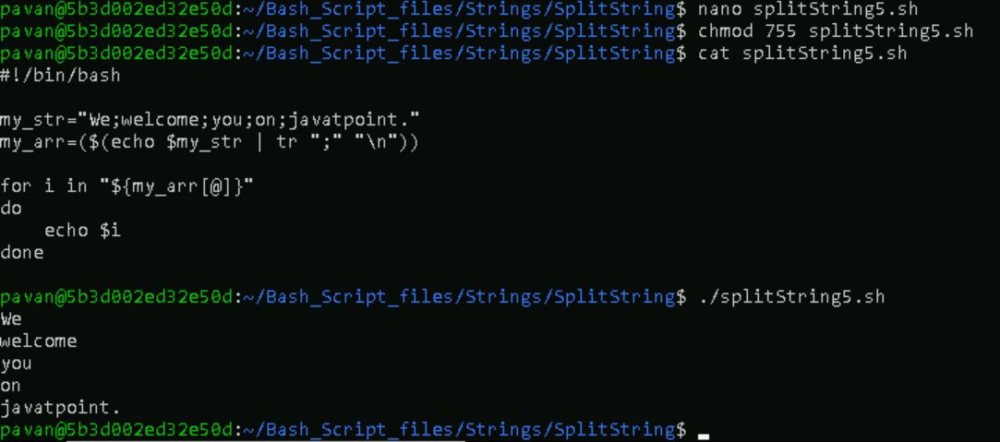 pavan@5b3d002ed32e50d:~/Bash_Script_files/Strings/SplitString$ nano splitString5.sh
pavan@5b3d002ed32e50d:~/Bash_Script_files/Strings/SplitString$ chmod 755 splitString5.sh
pavan@5b3d002ed32e50d:~/Bash_Script_files/Strings/SplitString$ cat splitString5.sh
#!/bin/bash

my_str="We;welcome;you;on;javatpoint."
my_arr=($(echo $my_str | tr ";" "\n"))

for i in "${my_arr[@]}"
do
    echo $i
done

pavan@5b3d002ed32e50d:~/Bash_Script_files/Strings/SplitString$ ./splitString5.sh
We
welcome
you
on
javatpoint.
pavan@5b3d002ed32e50d:~/Bash_Script_files/Strings/SplitString$